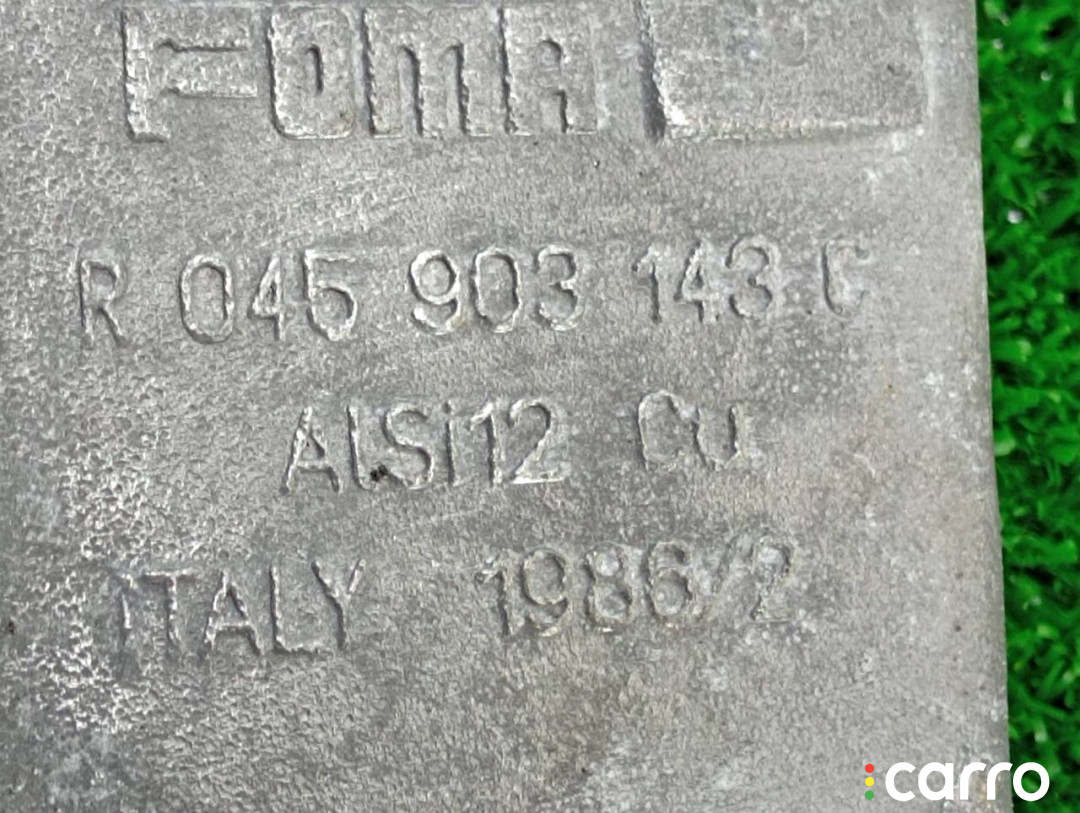 FOMA
R 045 903 143 C
AlSi12 Cu
ITALY 1986/2
carro